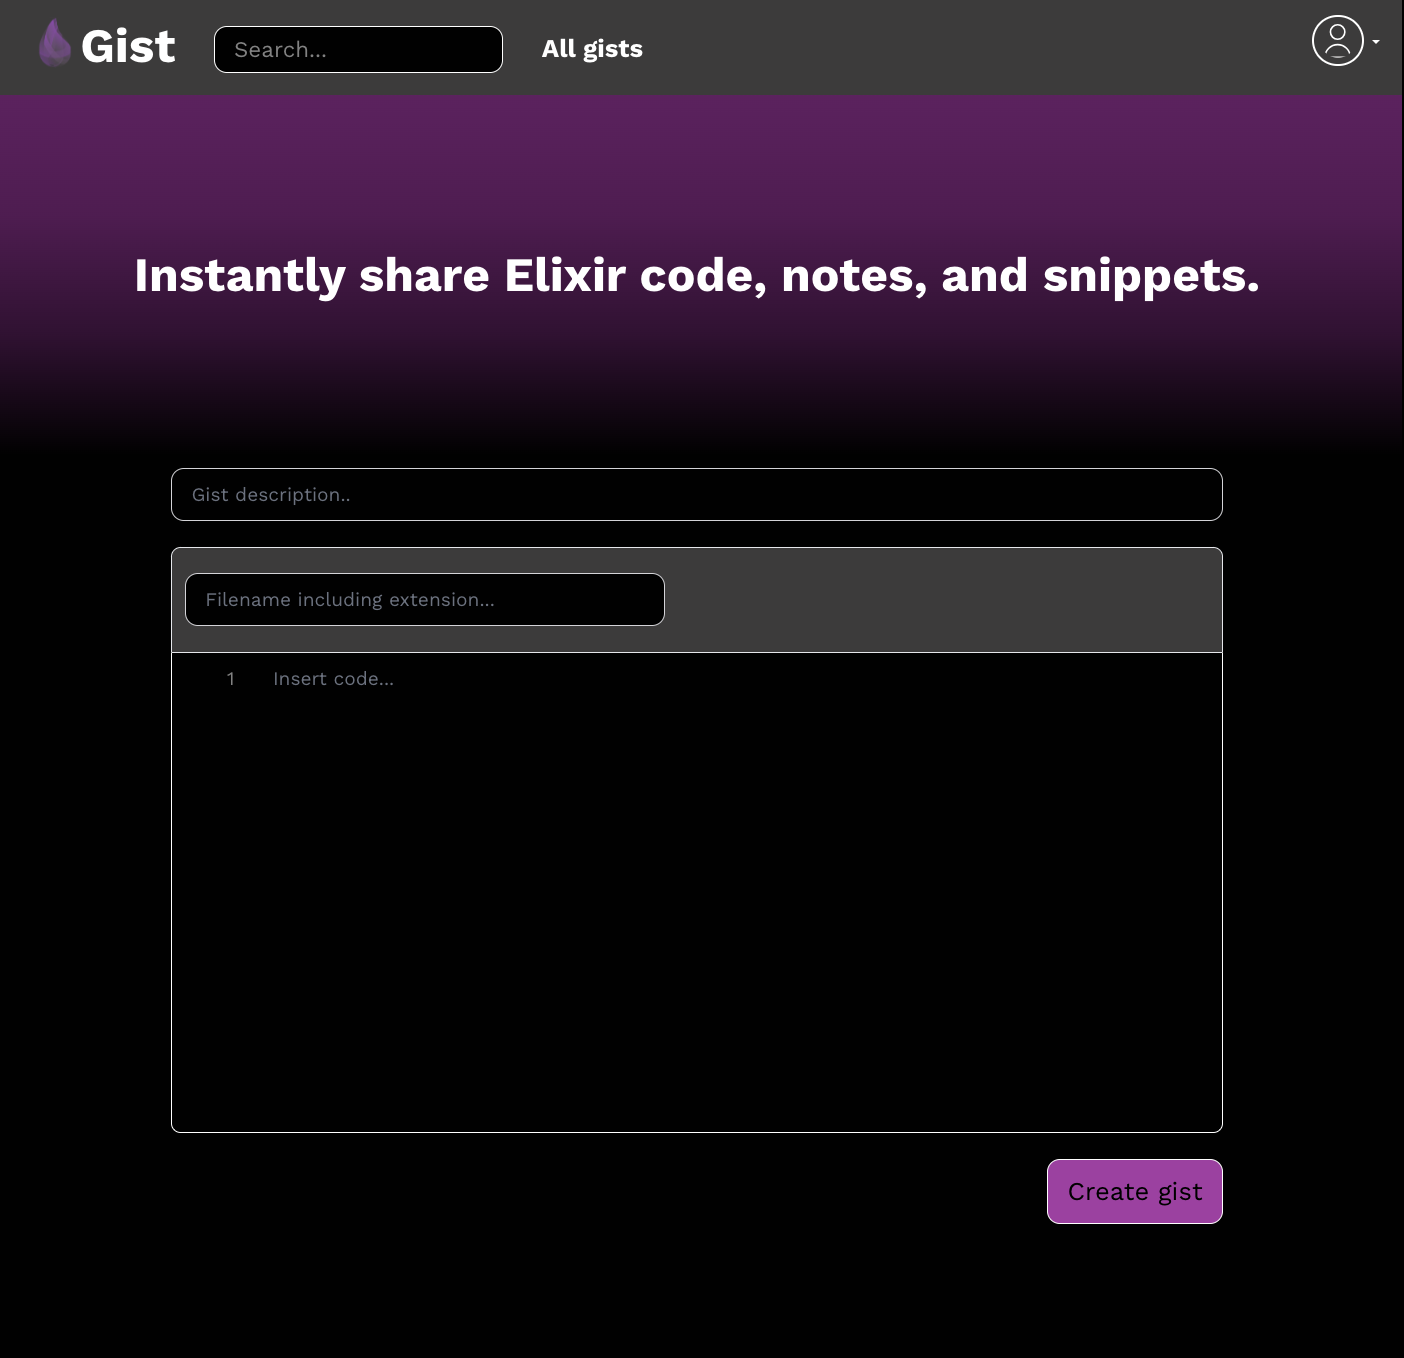 Gist
Search...
All gists
Instantly share Elixir code, notes, and snippets.
Gist description..
Filename including extension...
1
Insert code...
Create gist